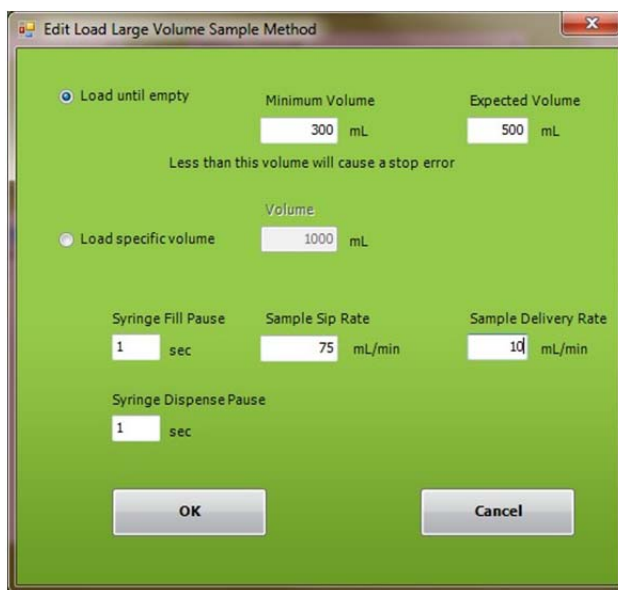 Edit Load Large Volume Sample Method
Load until empty
Minimum Volume
Expected Volume
300 mL
500 mL
Less than this volume will cause a stop error
Volume
Load specific volume
1000 mL
Syringe Fill Pause
Sample Sip Rate
Sample Delivery Rate
1 sec
75 mL/min
10 mL/min
Syringe Dispense Pause
1 sec
OK
Cancel